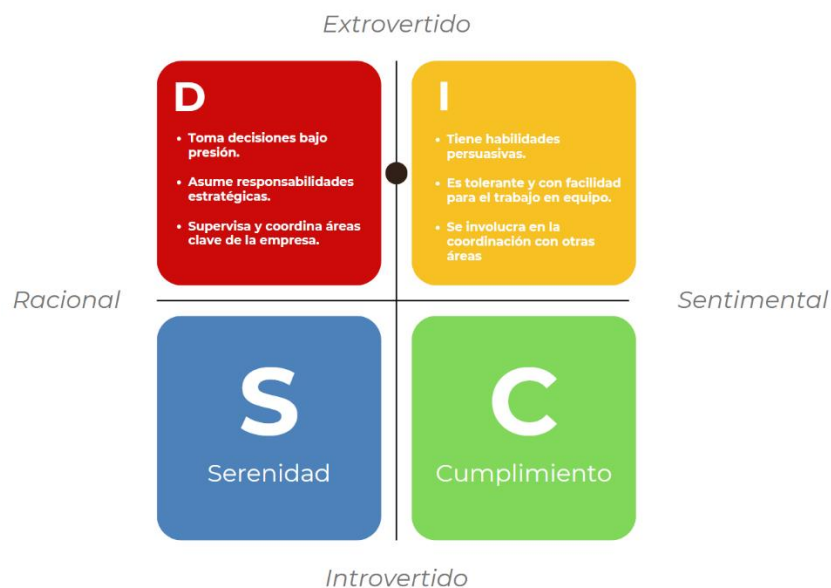 Extrovertido
D
• Toma decisiones bajo
presión.
• Asume responsabilidades
estratégicas.
• Supervisa y coordina áreas
clave de la empresa.
I
• Tiene habilidades
persuasivas.
• Es tolerante y con facilidad
para el trabajo en equipo.
• Se involucra en la
coordinación con otras
áreas
Racional
Sentimental
S
Serenidad
C
Cumplimiento
Introvertido